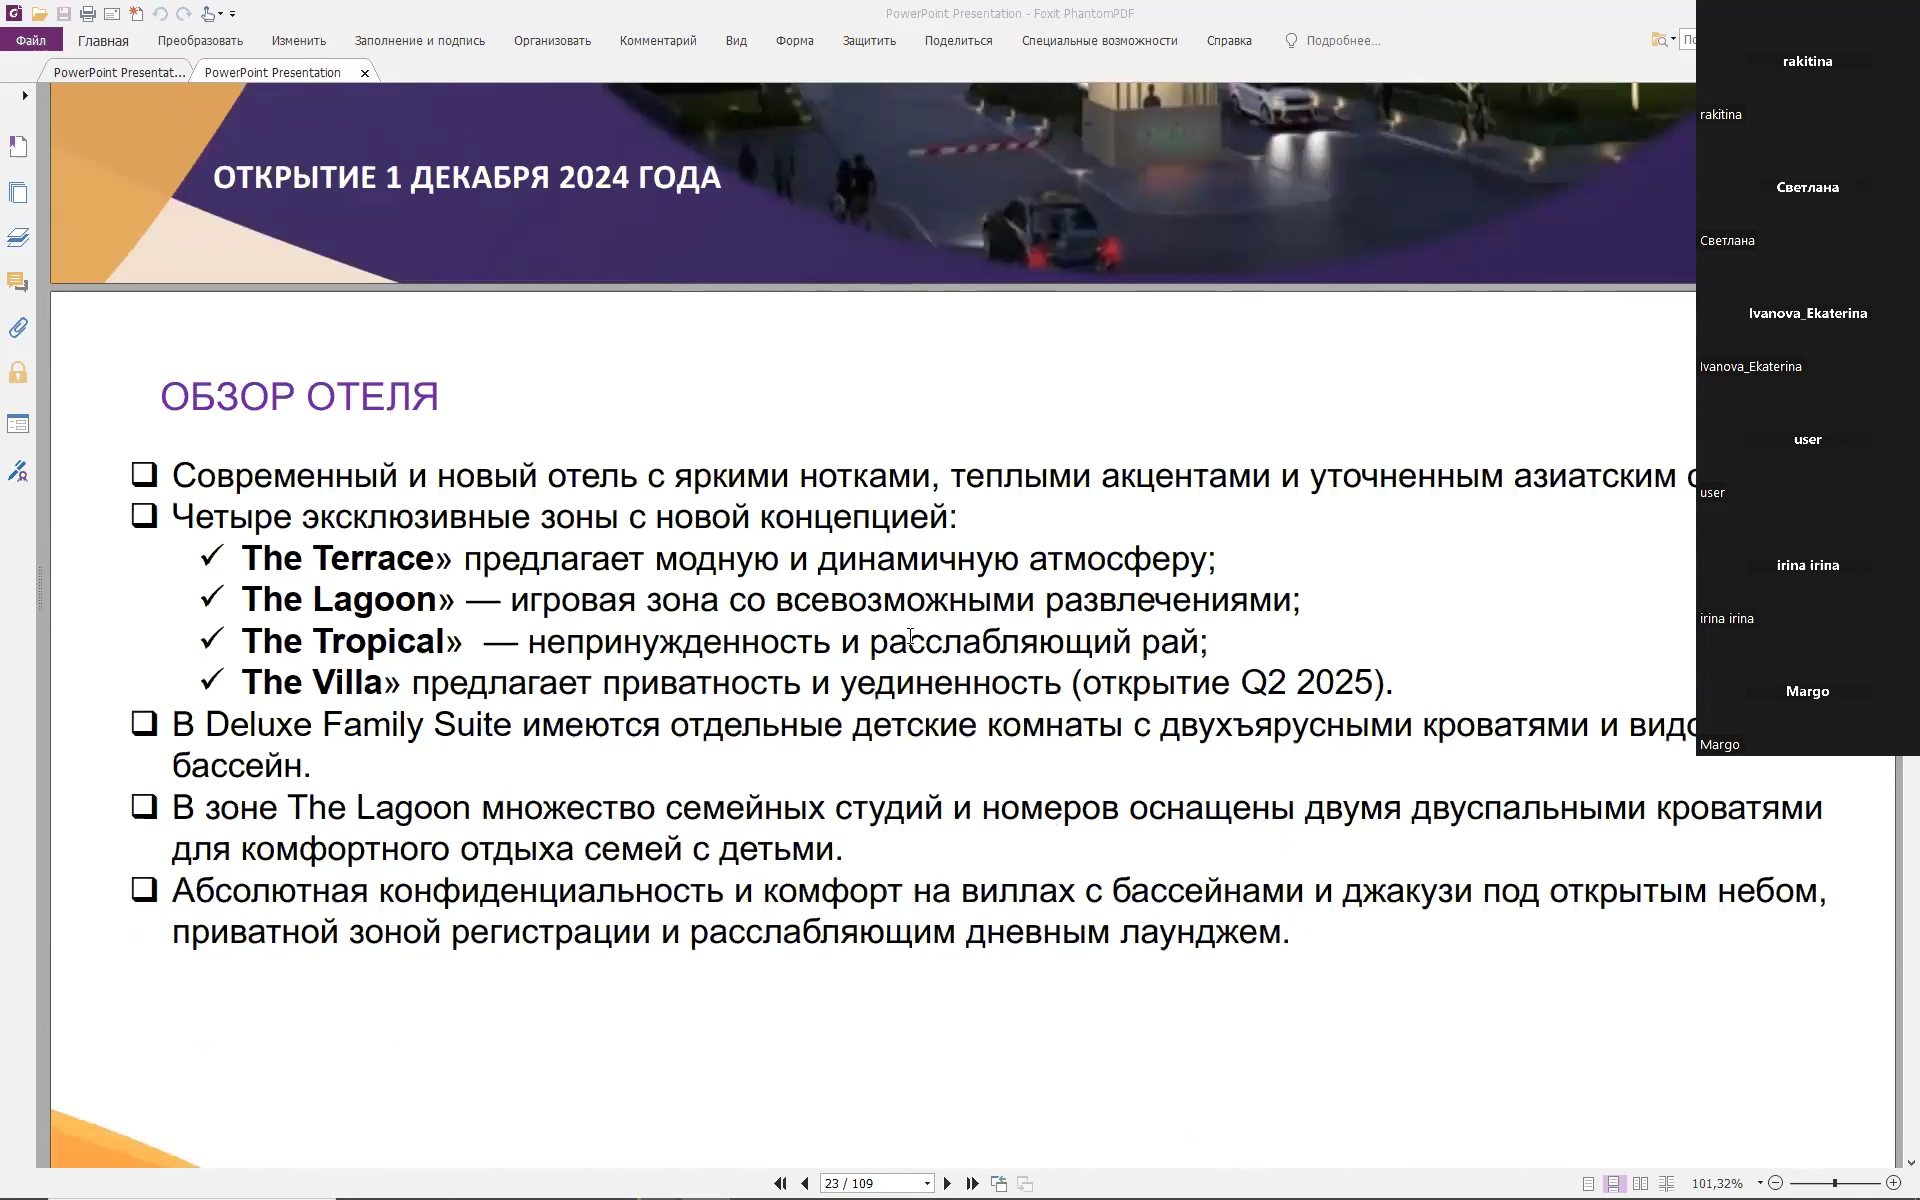 PowerPoint Presentation - Foxit PhantomPDF
Файл Главная Преобразовать Изменить Заполнение и подпись Организовать Комментарий Вид Форма Защитить Поделиться Специальные возможности Справка Подробнее...
PowerPoint Presentat... PowerPoint Presentation
ОТКРЫТИЕ 1 ДЕКАБРЯ 2024 ГОДА
ОБЗОР ОТЕЛЯ
Современный и новый отель с яркими нотками, теплыми акцентами и уточненным азиатским
Четыре эксклюзивные зоны с новой концепцией:
The Terrace» предлагает модную и динамичную атмосферу;
The Lagoon» — игровая зона со всевозможными развлечениями;
The Tropical» — непринужденность и расслабляющий рай;
The Villa» предлагает приватность и уединенность (открытие Q2 2025).
В Deluxe Family Suite имеются отдельные детские комнаты с двухъярусными кроватями и
бассейн.
В зоне The Lagoon множество семейных студий и номеров оснащены двумя двуспальными кроватями
для комфортного отдыха семей с детьми.
Абсолютная конфиденциальность и комфорт на виллах с бассейнами и джакузи под открытым небом,
приватной зоной регистрации и расслабляющим дневным лаунджем.
rakitina
rakitina
Светлана
Светлана
Ivanova_Ekaterina
Ivanova_Ekaterina
user
user
irina irina
irina irina
Margo
Margo
23 / 109
101,32%